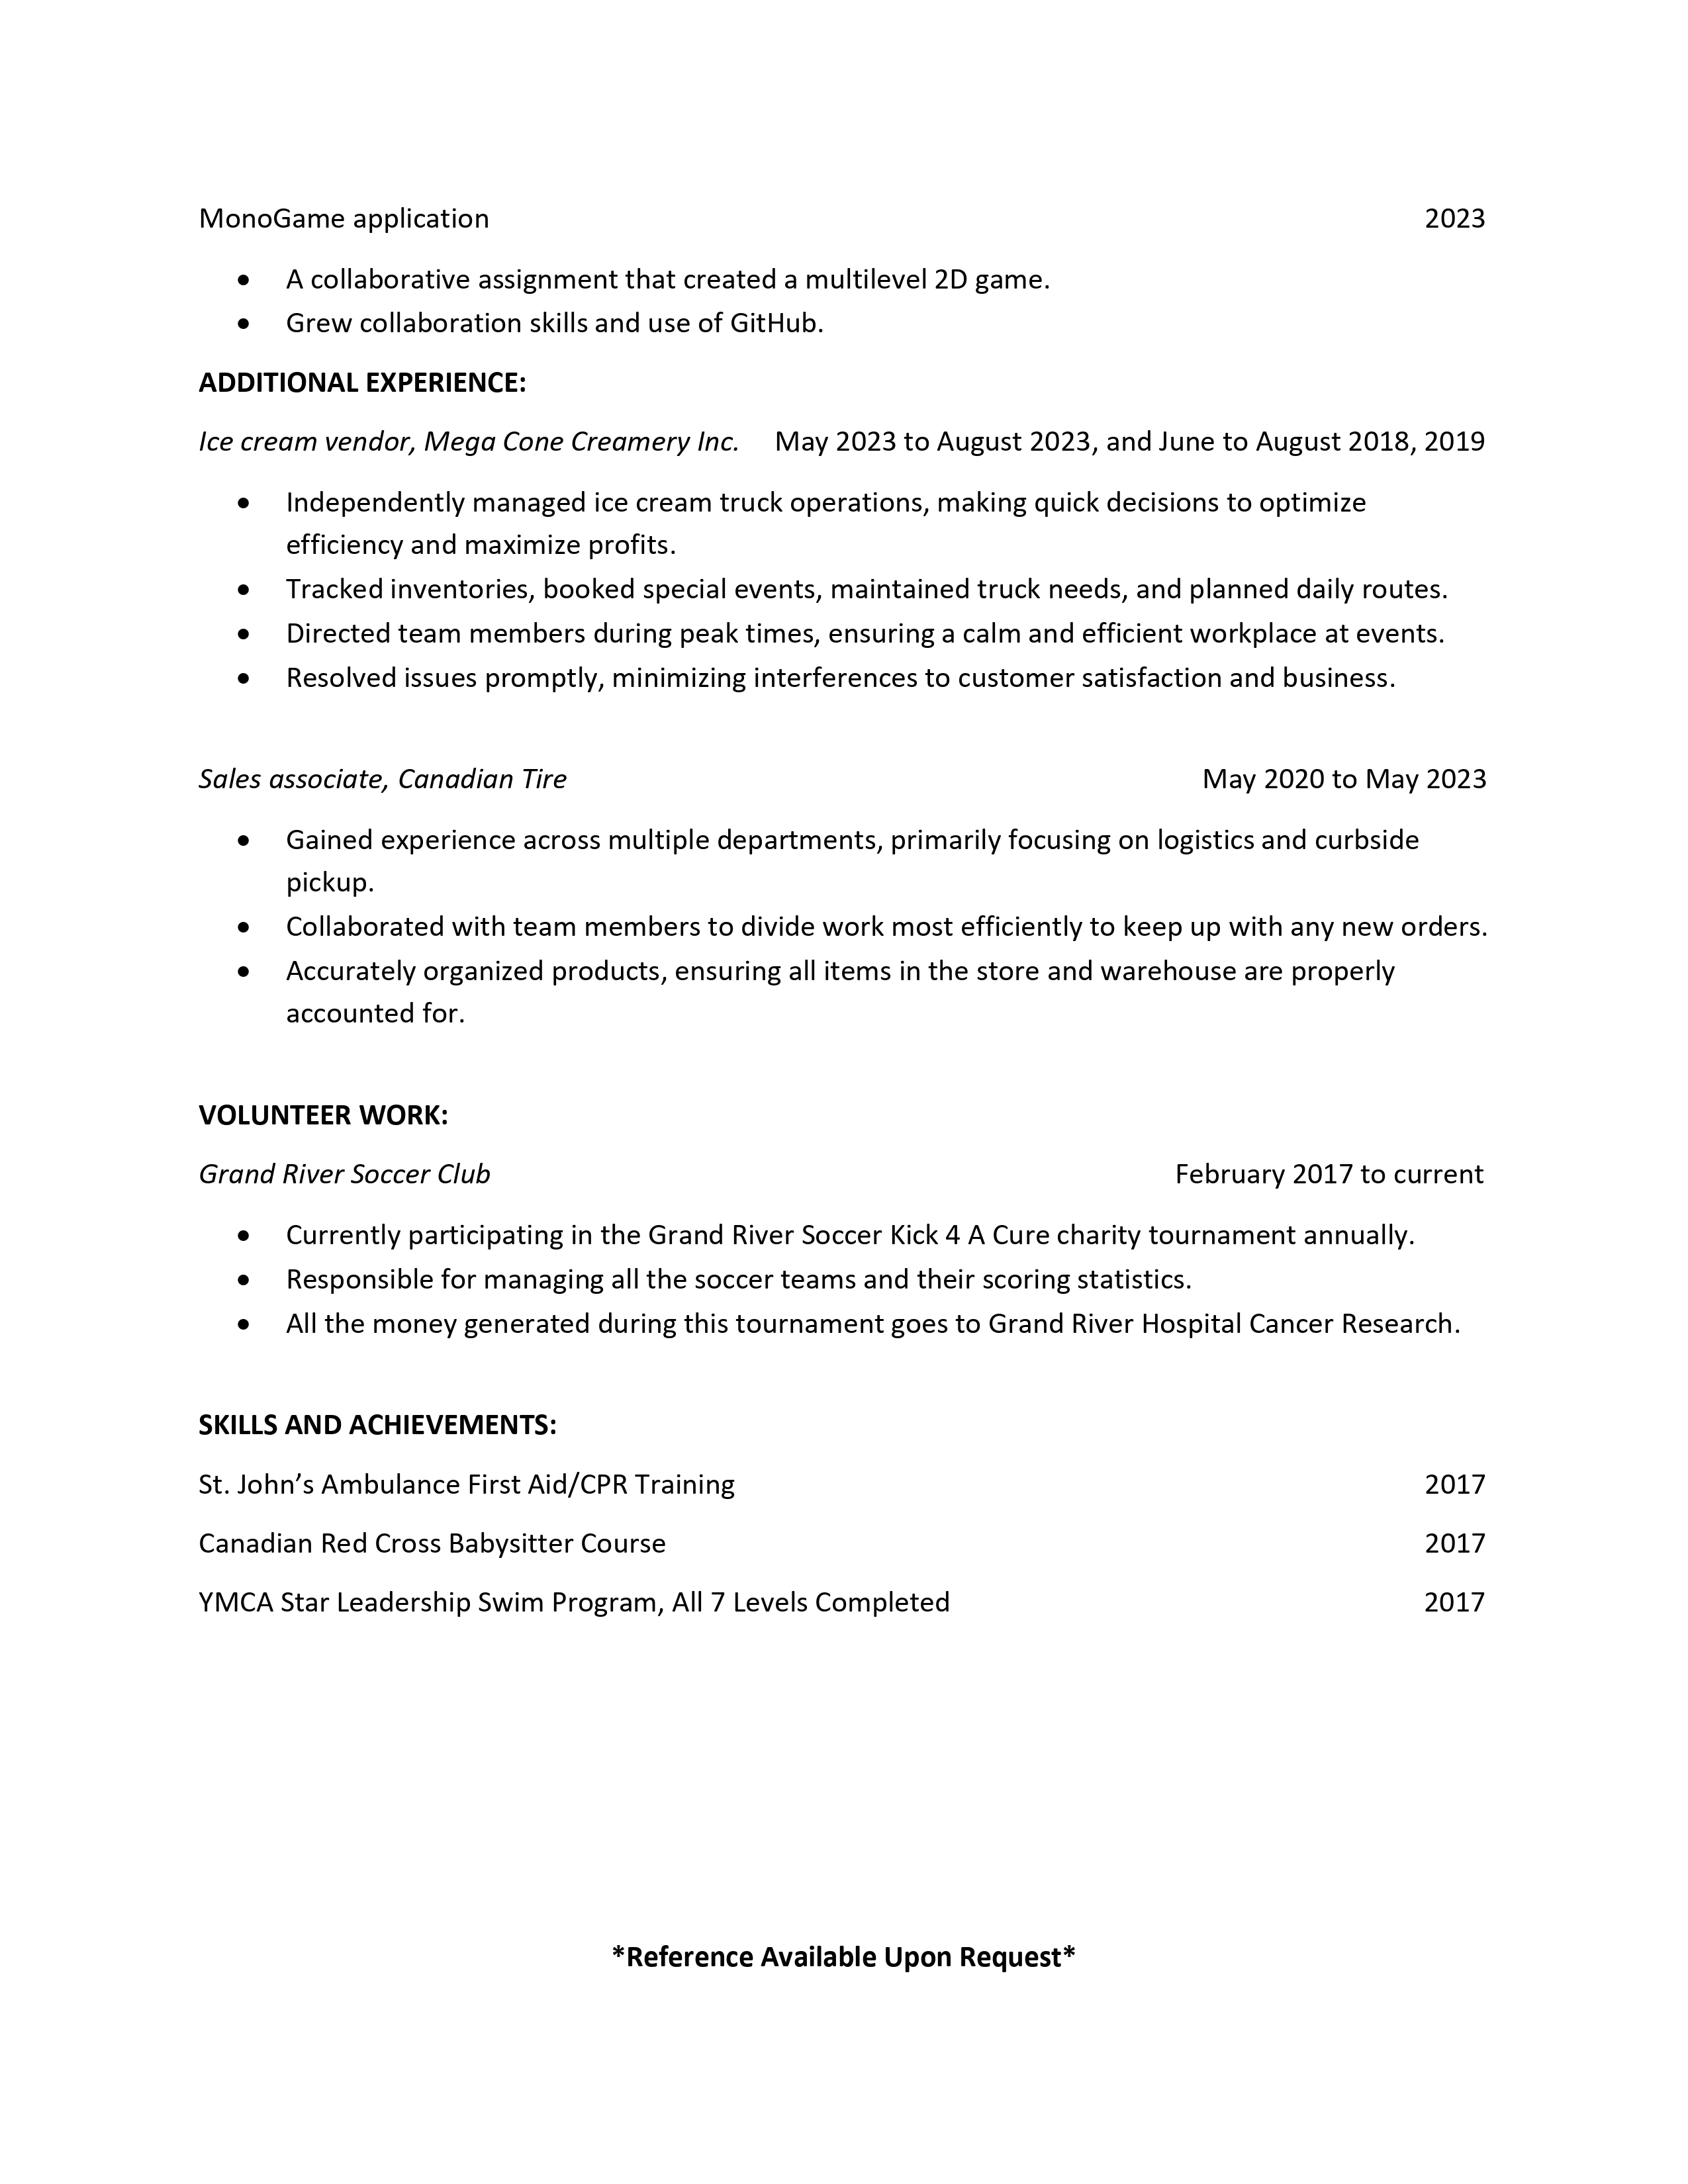 MonoGame application 2023
• A collaborative assignment that created a multilevel 2D game.
• Grew collaboration skills and use of GitHub.
ADDITIONAL EXPERIENCE:
Ice cream vendor, Mega Cone Creamery Inc. May 2023 to August 2023, and June to August 2018, 2019
• Independently managed ice cream truck operations, making quick decisions to optimize
efficiency and maximize profits.
• Tracked inventories, booked special events, maintained truck needs, and planned daily routes.
• Directed team members during peak times, ensuring a calm and efficient workplace at events.
• Resolved issues promptly, minimizing interferences to customer satisfaction and business.
Sales associate, Canadian Tire May 2020 to May 2023
• Gained experience across multiple departments, primarily focusing on logistics and curbside
pickup.
• Collaborated with team members to divide work most efficiently to keep up with any new orders.
• Accurately organized products, ensuring all items in the store and warehouse are properly
accounted for.
VOLUNTEER WORK:
Grand River Soccer Club February 2017 to current
• Currently participating in the Grand River Soccer Kick 4 A Cure charity tournament annually.
• Responsible for managing all the soccer teams and their scoring statistics.
• All the money generated during this tournament goes to Grand River Hospital Cancer Research.
SKILLS AND ACHIEVEMENTS:
St. John’s Ambulance First Aid/CPR Training 2017
Canadian Red Cross Babysitter Course 2017
YMCA Star Leadership Swim Program, All 7 Levels Completed 2017
*Reference Available Upon Request*